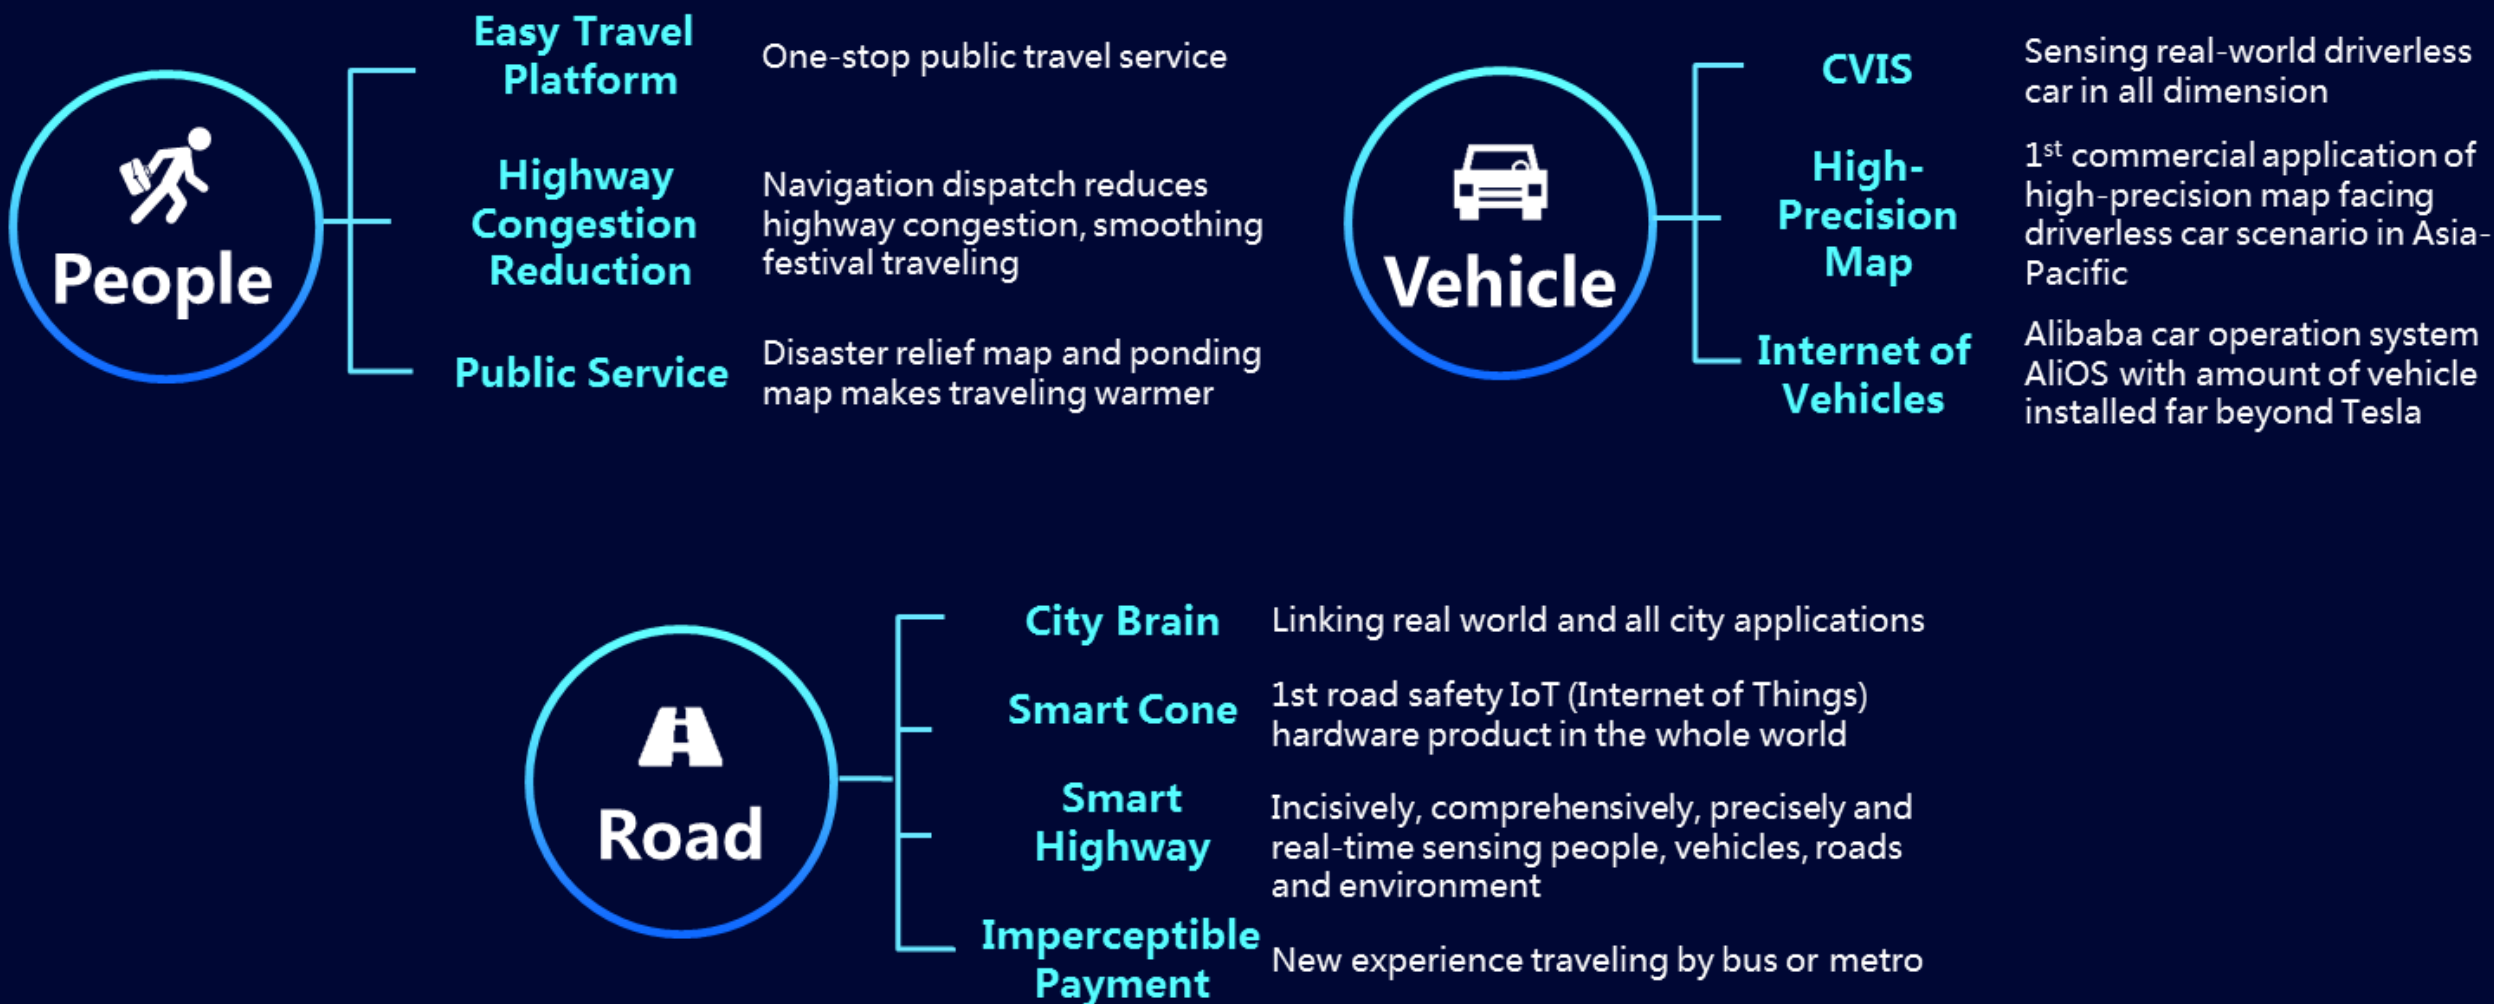 People
Easy Travel
Platform
One-stop public travel service
Highway
Congestion
Reduction
Navigation dispatch reduces
highway congestion, smoothing
festival traveling
Public Service
Disaster relief map and ponding
map makes traveling warmer
Vehicle
CVIS
Sensing real-world driverless
car in all dimension
High-
Precision
Map
1st commercial application of
high-precision map facing
driverless car scenario in Asia-
Pacific
Internet of
Vehicles
Alibaba car operation system
AliOS with amount of vehicle
installed far beyond Tesla
Road
City Brain
Linking real world and all city applications
Smart Cone
1st road safety IoT (Internet of Things)
hardware product in the whole world
Smart
Highway
Incisively, comprehensively, precisely and
real-time sensing people, vehicles, roads
and environment
Imperceptible
Payment
New experience traveling by bus or metro